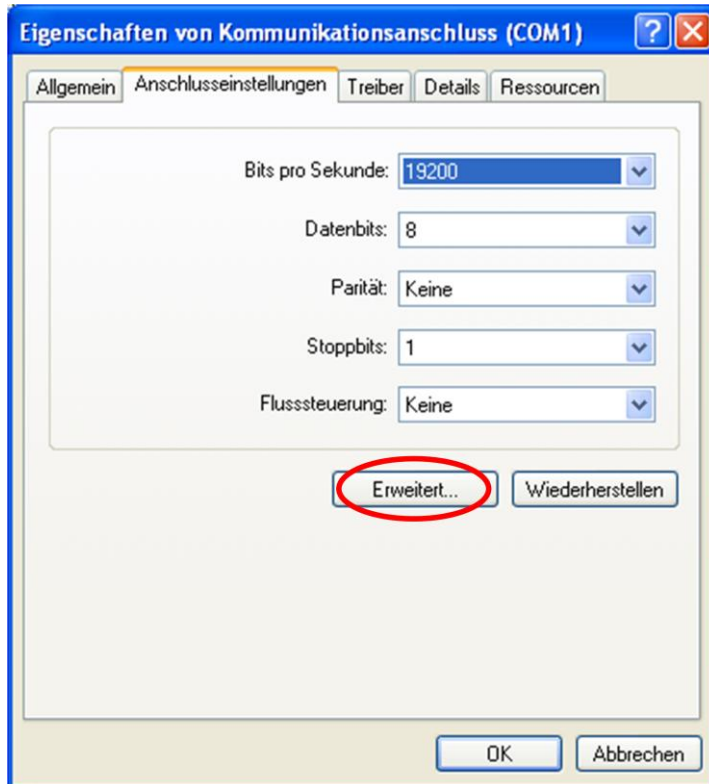 Eigenschaften von Kommunikationsanschluss (COM1)
Allgemein Anschlusseinstellungen Treiber Details Ressourcen
Bits pro Sekunde: 19200
Datenbits: 8
Parität: Keine
Stoppbits: 1
Flusssteuerung: Keine
Erweitert... Wiederherstellen
OK Abbrechen